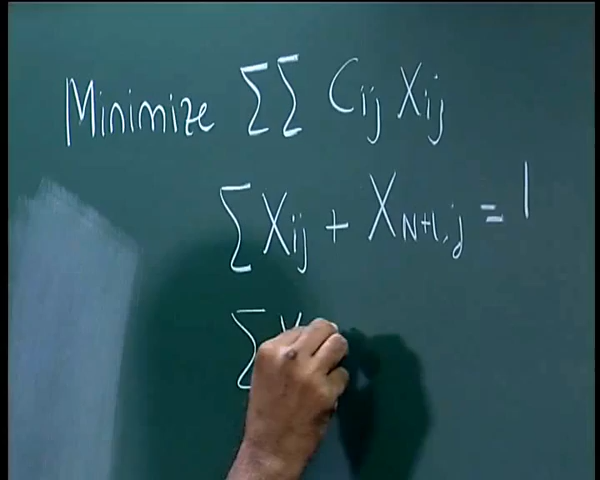 Minimize ∑∑ Cij Xij
∑ Xij + XN+1,j = 1
∑ X